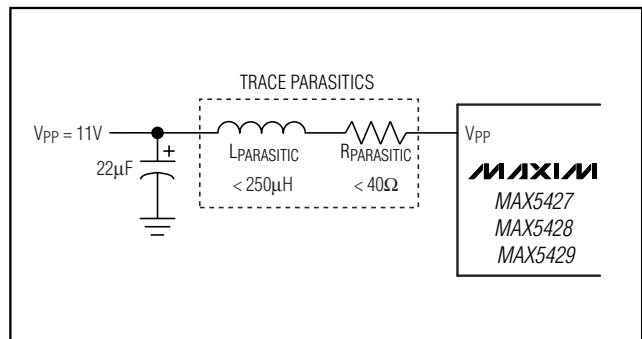 TRACE PARASITICS
VPP = 11V
22µF
+
LPARASITIC
< 250µH
RPARASITIC
< 40Ω
VPP
MAXIM
MAX5427
MAX5428
MAX5429